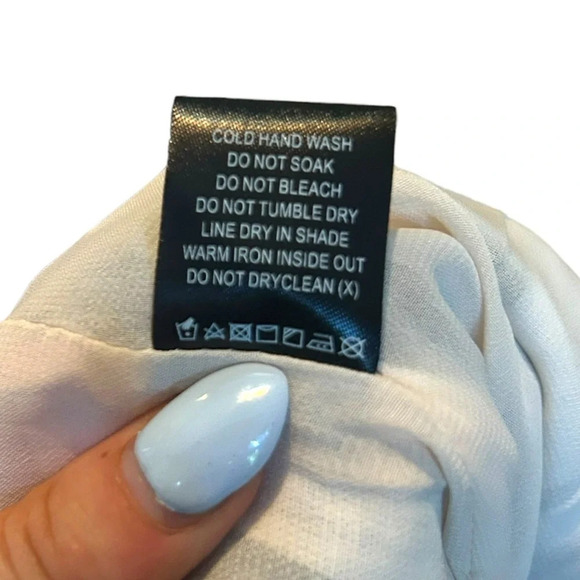 COLD HAND WASH
DO NOT SOAK
DO NOT BLEACH
DO NOT TUMBLE DRY
LINE DRY IN SHADE
WARM IRON INSIDE OUT
DO NOT DRYCLEAN (X)